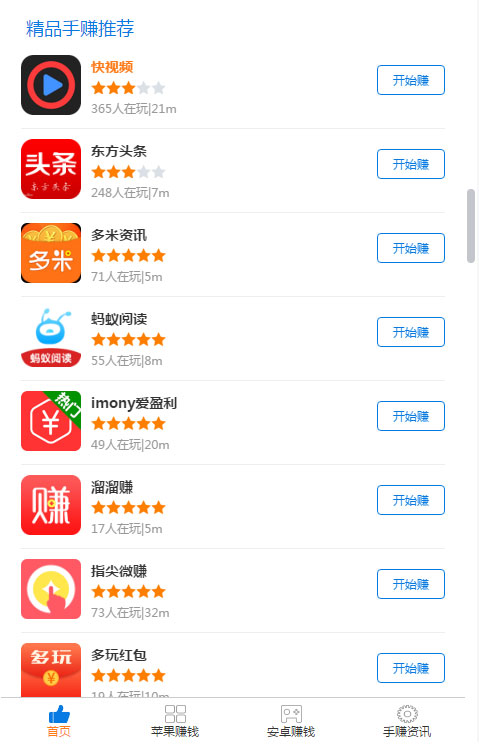 精品手赚推荐
快视频
365人在玩|21m
开始赚
头条
东方头条
东方头条
248人在玩|7m
开始赚
多米
多米资讯
71人在玩|5m
开始赚
蚂蚁阅读
蚂蚁阅读
55人在玩|8m
开始赚
热门
¥
imony爱盈利
49人在玩|20m
开始赚
赚
溜溜赚
17人在玩|5m
开始赚
指尖微赚
73人在玩|32m
开始赚
多玩
¥
多玩红包
19人在玩|10m
开始赚
首页
苹果赚钱
安卓赚钱
手赚资讯